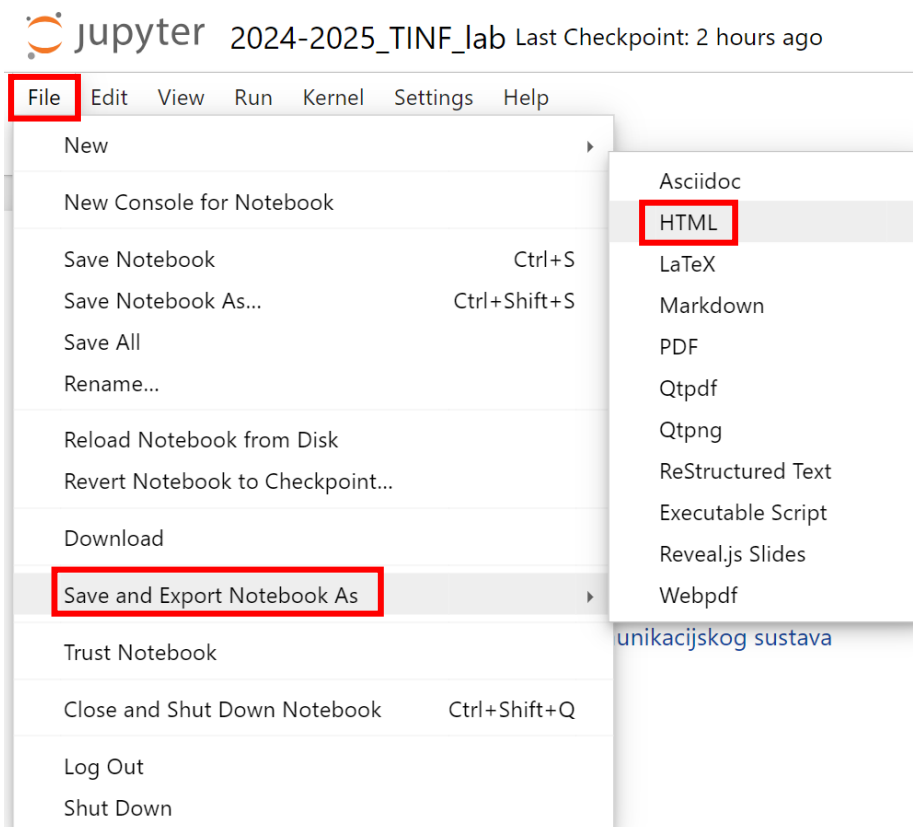 jupyter 2024-2025_TINF_lab Last Checkpoint: 2 hours ago
File Edit View Run Kernel Settings Help
New
New Console for Notebook
Save Notebook Ctrl+S
Save Notebook As... Ctrl+Shift+S
Save All
Rename...
Reload Notebook from Disk
Revert Notebook to Checkpoint...
Download
Save and Export Notebook As
Trust Notebook
Close and Shut Down Notebook Ctrl+Shift+Q
Log Out
Shut Down
Asciidoc
HTML
LaTeX
Markdown
PDF
Qtpdf
Qtpng
ReStructured Text
Executable Script
Reveal.js Slides
Webpdf
unikacijskog sustava